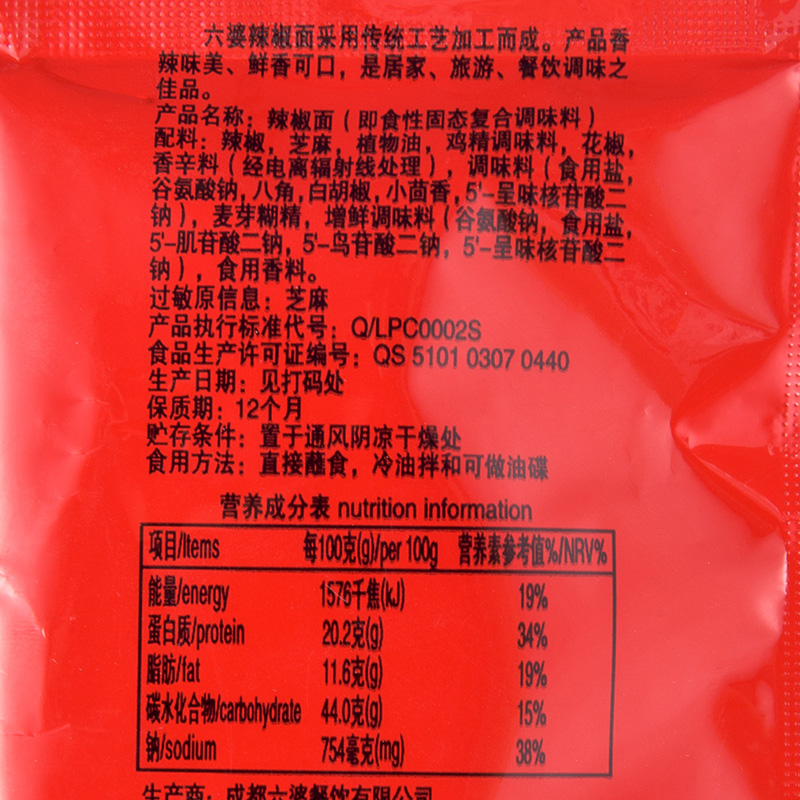 六婆辣椒面采用传统工艺加工而成。产品香
辣味美、鲜香可口，是居家、旅游、餐饮调味之
佳品。
产品名称：辣椒面（即食性固态复合调味料）
配料：辣椒，芝麻，植物油，鸡精调味料，花椒，
香辛料（经电离辐射线处理），调味料（食用盐，
谷氨酸钠，八角，白胡椒，小茴香，5'-呈味核苷酸二
钠），麦芽糊精，增鲜调味料（谷氨酸钠，食用盐，
5'-肌苷酸二钠，5'-鸟苷酸二钠，5'-呈味核苷酸二
钠），食用香料。
过敏原信息：芝麻
产品执行标准代号：Q/LPC0002S
食品生产许可证编号：QS 5101 0307 0440
生产日期：见打码处
保质期：12个月
贮存条件：置于通风阴凉干燥处
食用方法：直接蘸食，冷油拌和可做油碟
营养成分表 nutrition information
项目/Items 每100克(g)/per 100g 营养素参考值%/NRV%
能量/energy 1576千焦(kJ) 19%
蛋白质/protein 20.2克(g) 34%
脂肪/fat 11.6克(g) 19%
碳水化合物/carbohydrate 44.0克(g) 15%
钠/sodium 754毫克(mg) 38%
生产商：成都六婆餐饮有限公司